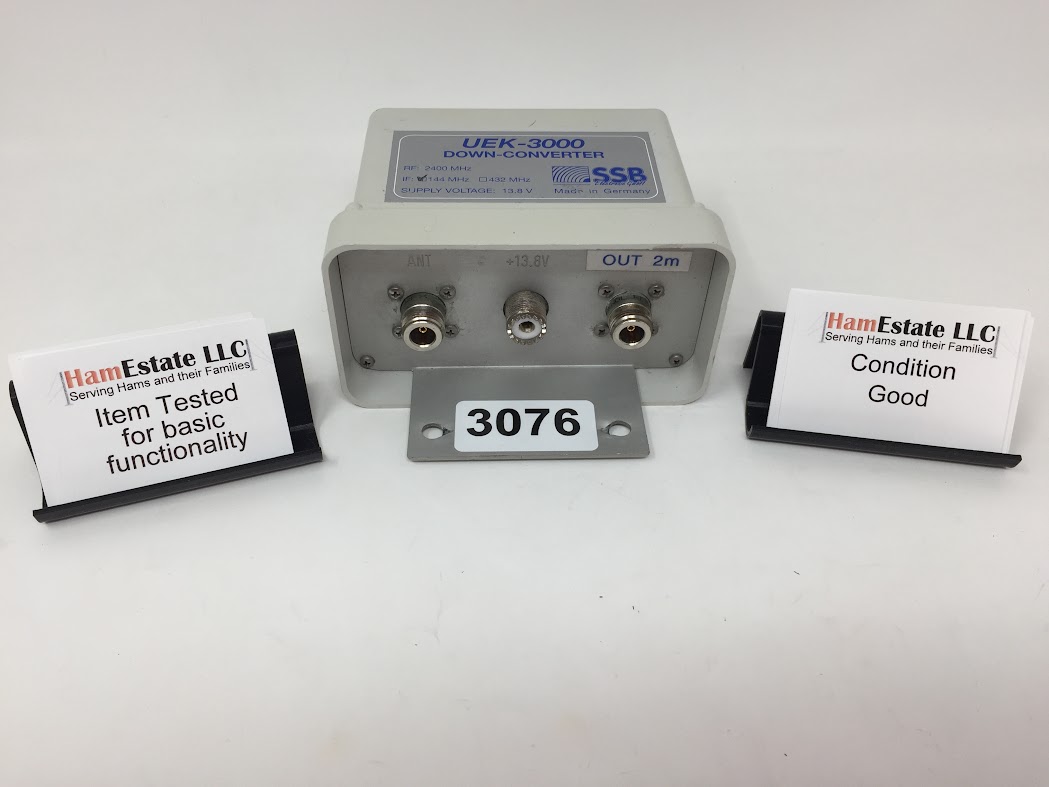 UEK-3000
DOWN-CONVERTER
RF: 2400 MHz
IF: 144 MHz 432 MHz
SUPPLY VOLTAGE: 13.8 V
SSB
Made in Germany
ANT
+13.8V
OUT 2m
3076
HamEstate LLC
Serving Hams and their Families
Item Tested
for basic
functionality
HamEstate LLC
Serving Hams and their Families
Condition
Good